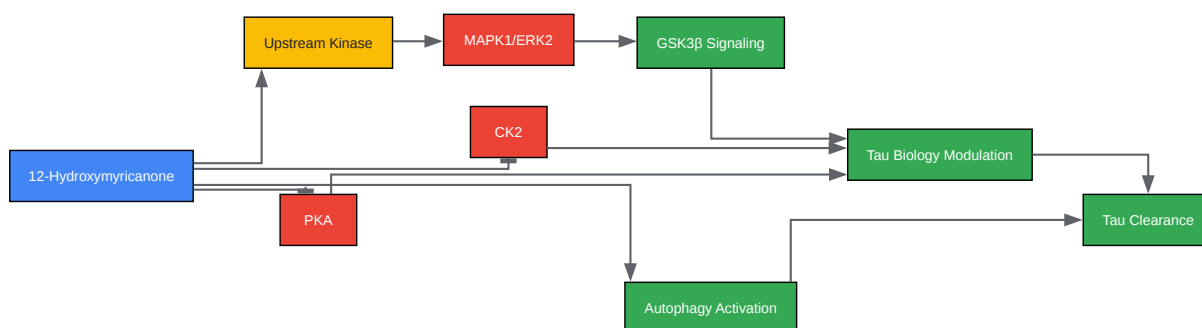 Upstream Kinase
MAPK1/ERK2
GSK3β Signaling
CK2
Tau Biology Modulation
12-Hydroxymyricanone
PKA
Tau Clearance
Autophagy Activation